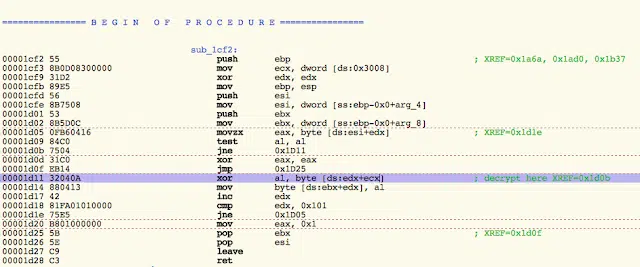 ================ B E G I N   O F   P R O C E D U R E ================
sub_1cf2:
00001cf2 55 push ebp ; XREF=0x1a6a, 0x1ad0, 0x1b37
00001cf3 8B0D08300000 mov ecx, dword [ds:0x3008]
00001cf9 31D2 xor edx, edx
00001cfb 89E5 mov ebp, esp
00001cfd 56 push esi
00001cfe 8B7508 mov esi, dword [ss:ebp-0x0+arg_4]
00001d01 53 push ebx
00001d02 8B5D0C mov ebx, dword [ss:ebp-0x0+arg_8]
00001d05 0FB60416 movzx eax, byte [ds:esi+edx] ; XREF=0x1d1e
00001d09 84C0 test al, al
00001d0b 7504 jne 0x1D11
00001d0d 31C0 xor eax, eax
00001d0f EB14 jmp 0x1D25
00001d11 32040A xor al, byte [ds:edx+ecx] ; decrypt here XREF=0x1d0b
00001d14 880413 mov byte [ds:ebx+edx], al
00001d17 42 inc edx
00001d18 81FA01010000 cmp edx, 0x101
00001d1e 75E5 jne 0x1D05
00001d20 B801000000 mov eax, 0x1
00001d25 5B pop ebx ; XREF=0x1d0f
00001d26 5E pop esi
00001d27 C9 leave
00001d28 C3 ret